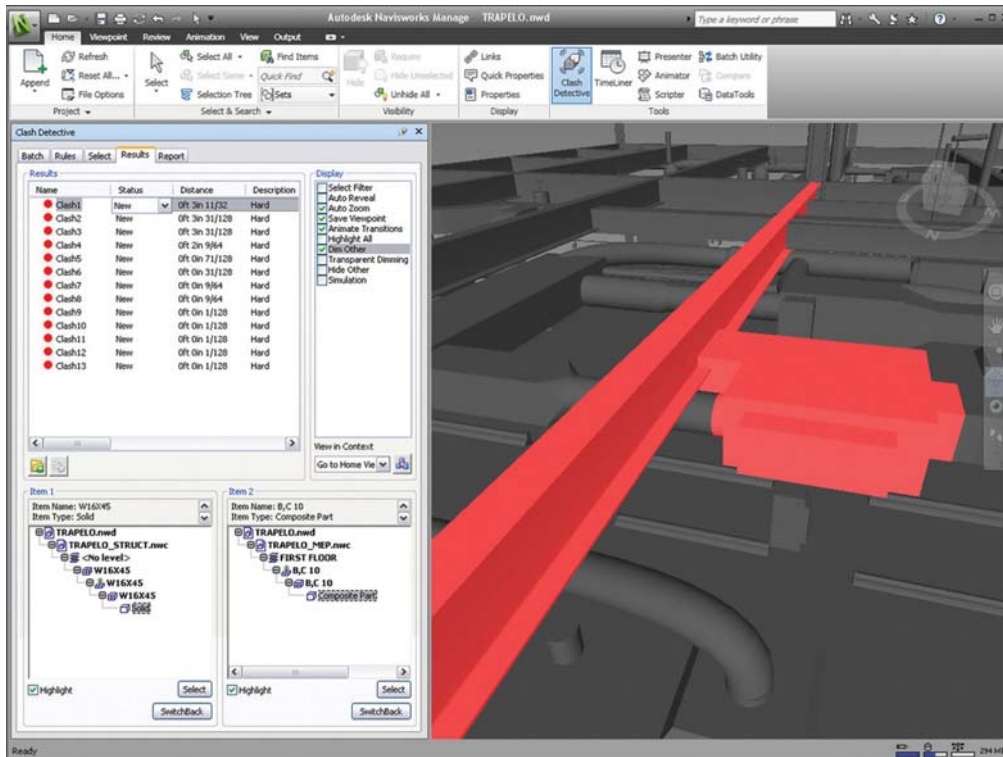 Autodesk Navisworks Manage TRAPELO.nwd
Type a keyword or phrase
Home Viewpoint Review Animation View Output
Append
Refresh
Reset All...
File Options
Project
Select
Select All
Select Same
Selection Tree
Find Items
Quick Find
Sets
Select & Search
Hide
Require
Hide Unselected
Unhide All
Visibility
Links
Quick Properties
Properties
Display
Clash Detective
TimeLiner
Presenter
Animator
Scripter
Batch Utility
Compare
DataTools
Tools
Clash Detective
Batch Rules Select Results Report
Results
Name Status Distance Description
Clash1 New 0ft 3in 11/32 Hard
Clash2 New 0ft 3in 31/128 Hard
Clash3 New 0ft 3in 31/128 Hard
Clash4 New 0ft 2in 9/64 Hard
Clash5 New 0ft 0in 71/128 Hard
Clash6 New 0ft 0in 31/128 Hard
Clash7 New 0ft 0in 9/64 Hard
Clash8 New 0ft 0in 9/64 Hard
Clash9 New 0ft 0in 1/128 Hard
Clash10 New 0ft 0in 1/128 Hard
Clash11 New 0ft 0in 1/128 Hard
Clash12 New 0ft 0in 1/128 Hard
Clash13 New 0ft 0in 1/128 Hard
Display
Select Filter
Auto Reveal
Auto Zoom
Save Viewpoint
Animate Transitions
Highlight All
Dim Other
Transparent Dimming
Hide Other
Simulation
View in Context
Go to Home Vie
Item 1
Item Name: W16X45
Item Type: Solid
TRAPELO.nwd
TRAPELO_STRUCT.nwc
<No level>
W16X45
W16X45
W16X45
Solid
Highlight
Select
SwitchBack
Item 2
Item Name: B,C 10
Item Type: Composite Part
TRAPELO.nwd
TRAPELO_MEP.nwc
FIRST FLOOR
B,C 10
B,C 10
Composite Part
Highlight
Select
SwitchBack
N
Ready
294 M